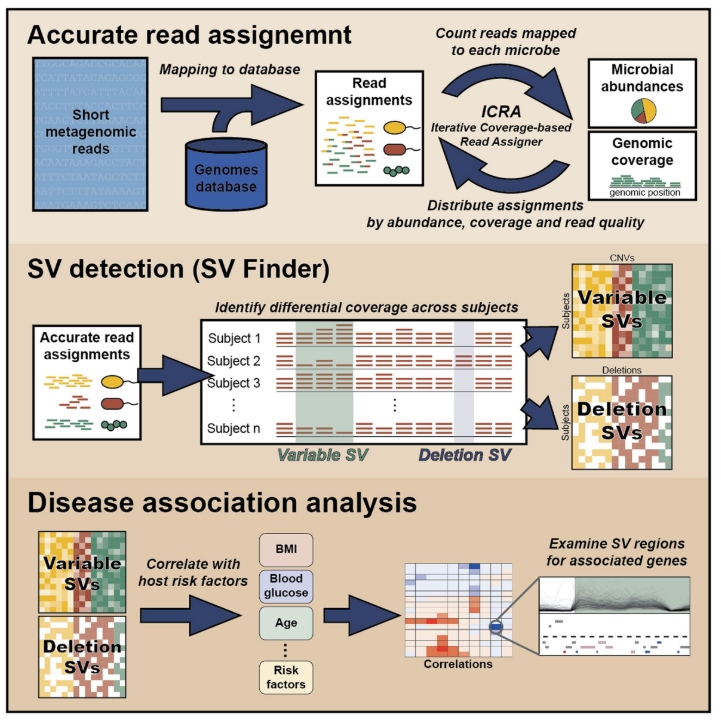 Accurate read assignemnt
Short
metagenomic
reads
Mapping to database
Genomes
database
Read
assignments
Count reads mapped
to each microbe
ICRA
Iterative Coverage-based
Read Assigner
Distribute assignments
by abundance, coverage and read quality
Microbial
abundances
Genomic
coverage
genomic position
SV detection (SV Finder)
Accurate read
assignments
Identify differential coverage across subjects
Subject 1
Subject 2
Subject 3
⋮
⋮
Subject n
Variable SV
Deletion SV
CNVs
Subjects
Variable
SVs
Deletions
Subjects
Deletion
SVs
Disease association analysis
Variable
SVs
Deletion
SVs
Correlate with
host risk factors
BMI
Blood
glucose
Age
⋮
Risk
factors
Correlations
Examine SV regions
for associated genes